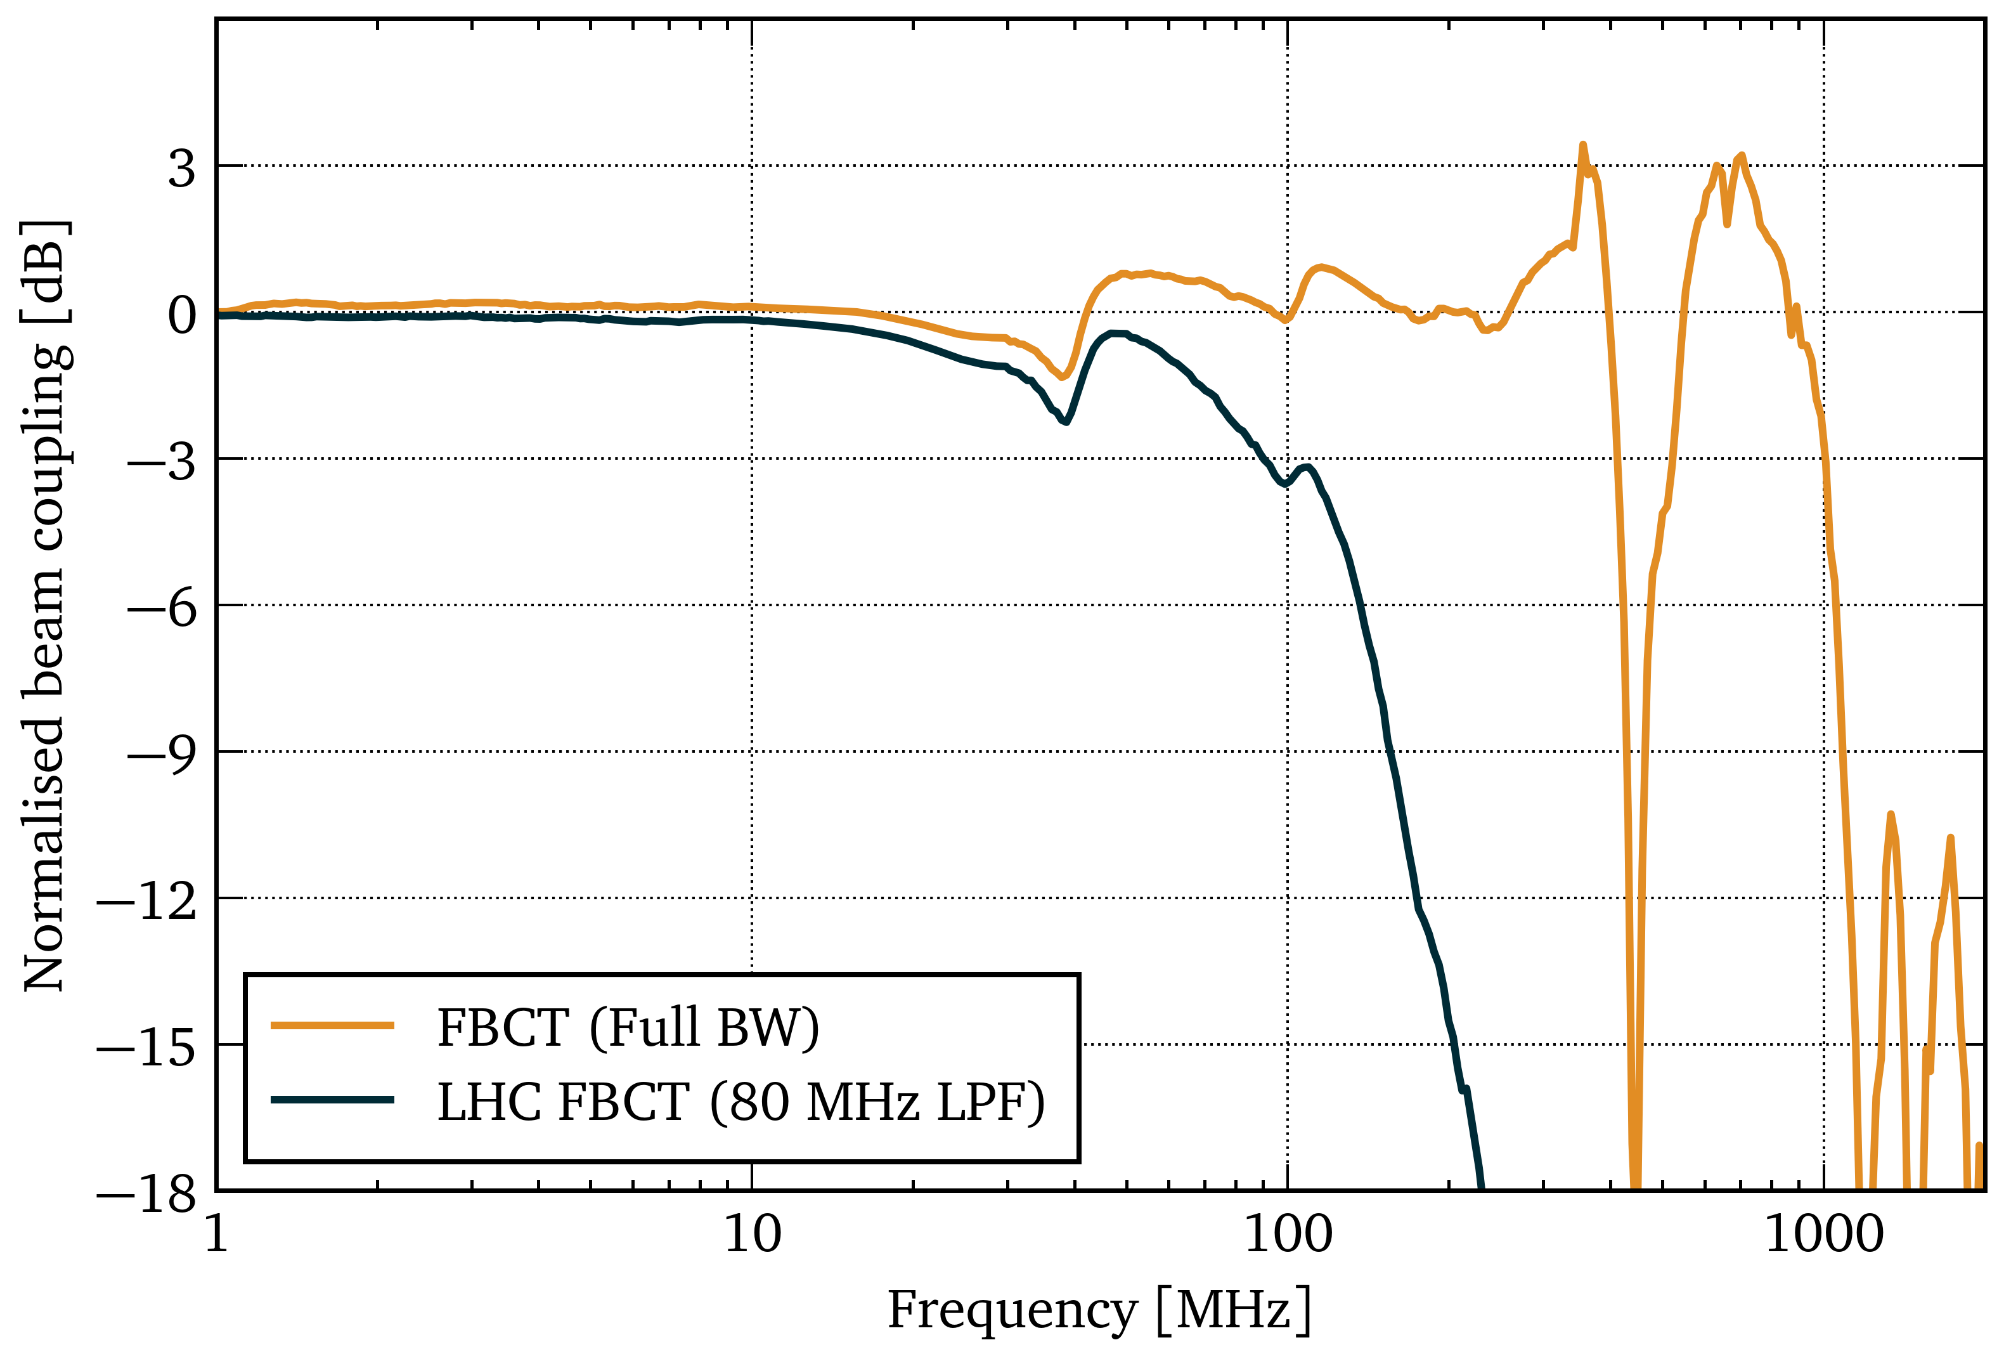 Normalised beam coupling [dB]
3
0
−3
−6
−9
−12
−15
−18
FBCT (Full BW)
LHC FBCT (80 MHz LPF)
1 10 100 1000
Frequency [MHz]